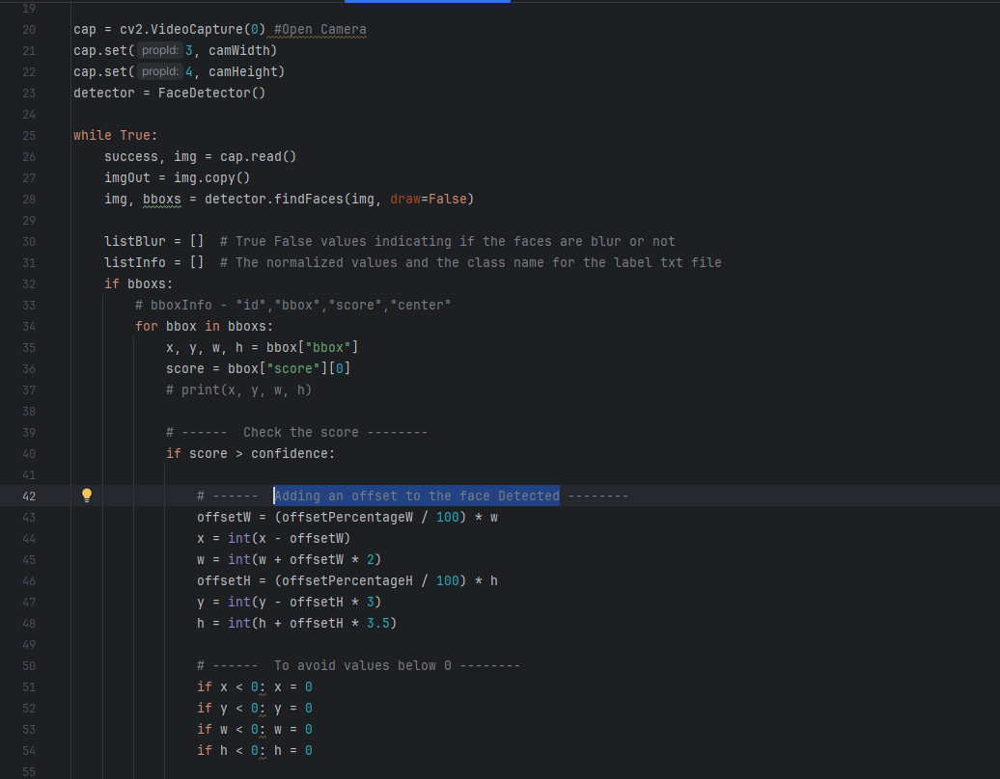 19
20 cap = cv2.VideoCapture(0) #Open Camera
21 cap.set( propId: 3, camWidth)
22 cap.set( propId: 4, camHeight)
23 detector = FaceDetector()
24
25 while True:
26 success, img = cap.read()
27 imgOut = img.copy()
28 img, bboxs = detector.findFaces(img, draw=False)
29
30 listBlur = []  # True False values indicating if the faces are blur or not
31 listInfo = []  # The normalized values and the class name for the label txt file
32 if bboxs:
33 # bboxInfo - "id","bbox","score","center"
34 for bbox in bboxs:
35 x, y, w, h = bbox["bbox"]
36 score = bbox["score"][0]
37 # print(x, y, w, h)
38
39 # ------  Check the score --------
40 if score > confidence:
41
42 # ------  Adding an offset to the face Detected --------
43 offsetW = (offsetPercentageW / 100) * w
44 x = int(x - offsetW)
45 w = int(w + offsetW * 2)
46 offsetH = (offsetPercentageH / 100) * h
47 y = int(y - offsetH * 3)
48 h = int(h + offsetH * 3.5)
49
50 # ------  To avoid values below 0 --------
51 if x < 0: x = 0
52 if y < 0: y = 0
53 if w < 0: w = 0
54 if h < 0: h = 0
55